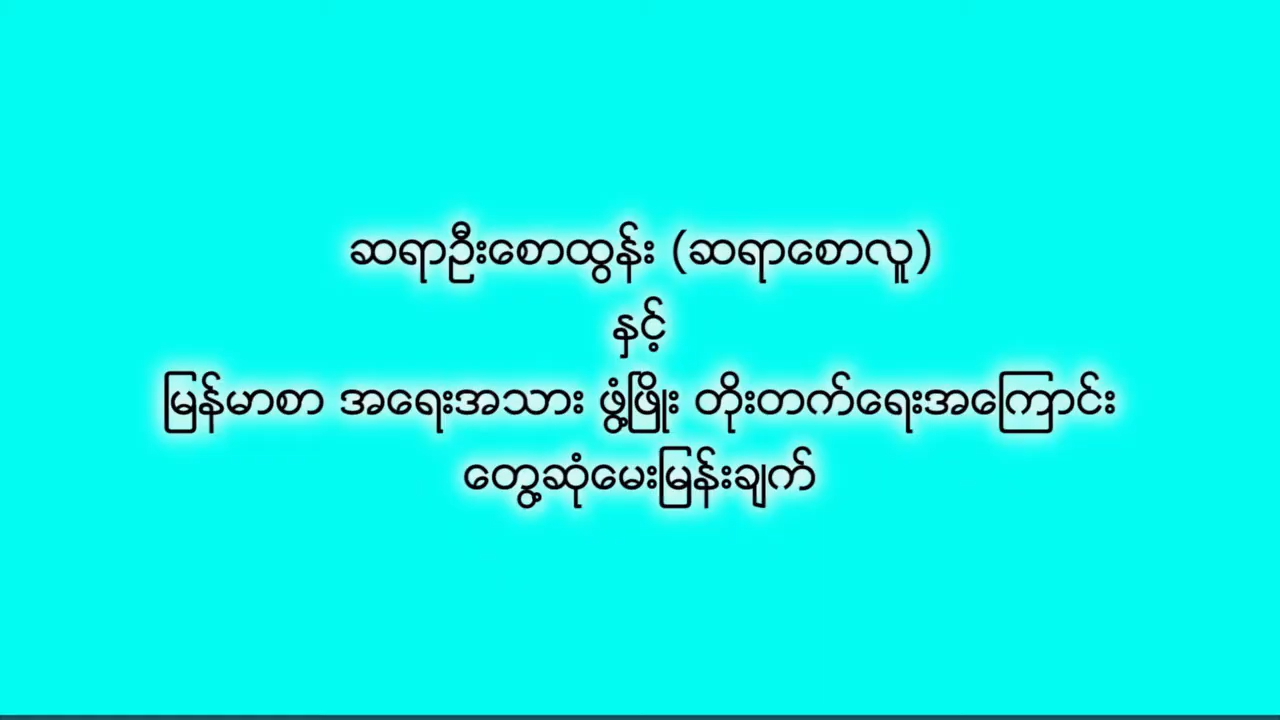 ဆရာဦးစောထွန်း (ဆရာစောလူ)
နှင့်
မြန်မာစာ အရေးအသား ဖွံ့ဖြိုး တိုးတက်ရေးအကြောင်း
တွေ့ဆုံမေးမြန်းချက်